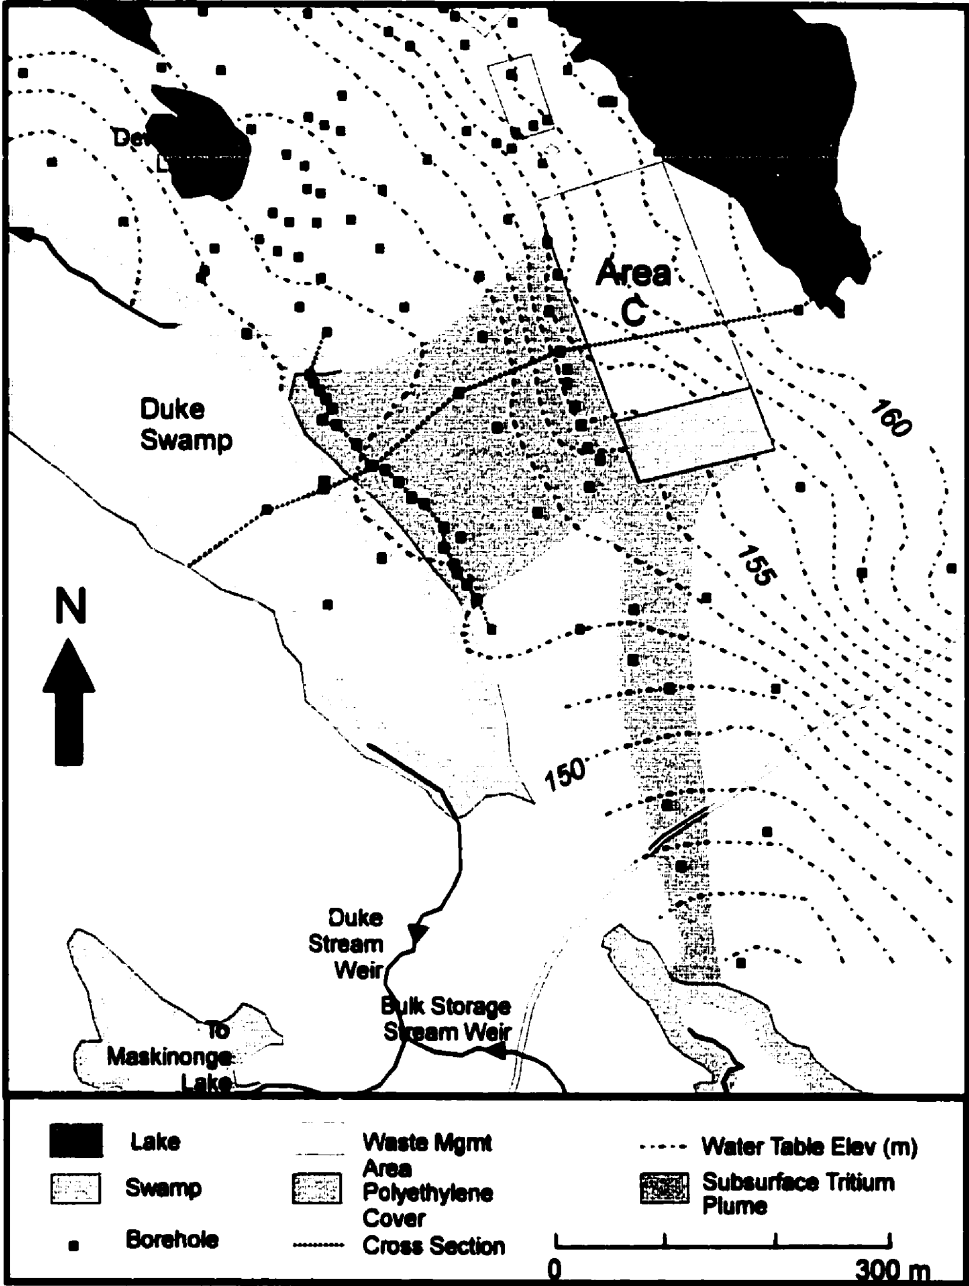 Area
C
Duke
Swamp
160
155
N
150
Duke
Stream
Weir
Bulk Storage
Stream Weir
To
Maskinonge
Lake
Lake
Swamp
Borehole
Waste Mgmt
Area
Polyethylene
Cover
Cross Section
Water Table Elev (m)
Subsurface Tritium
Plume
0
300 m